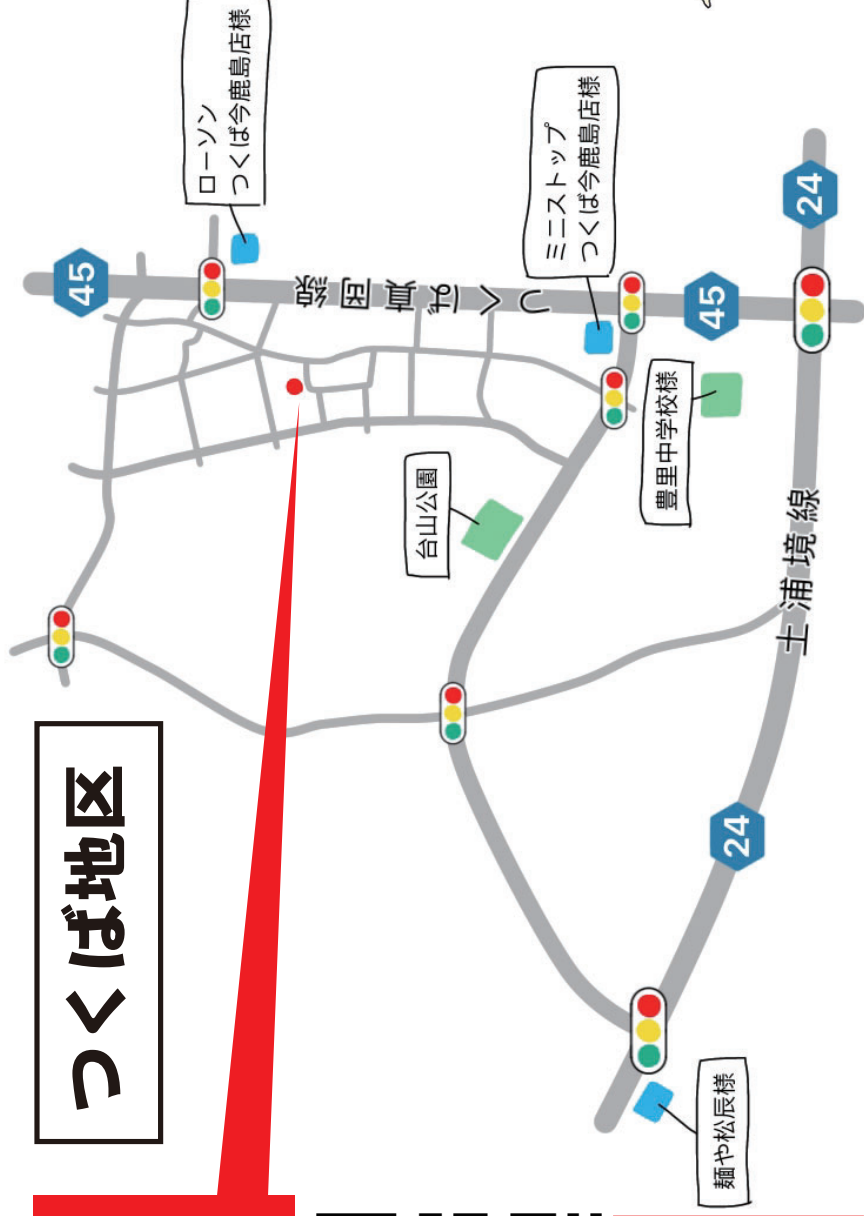 つくば地区
45
ローソン
つくば今鹿島店様
つくば真岡線
ミニストップ
つくば今鹿島店様
45
24
豊里中学校様
台山公園
土浦境線
24
麺や松辰様